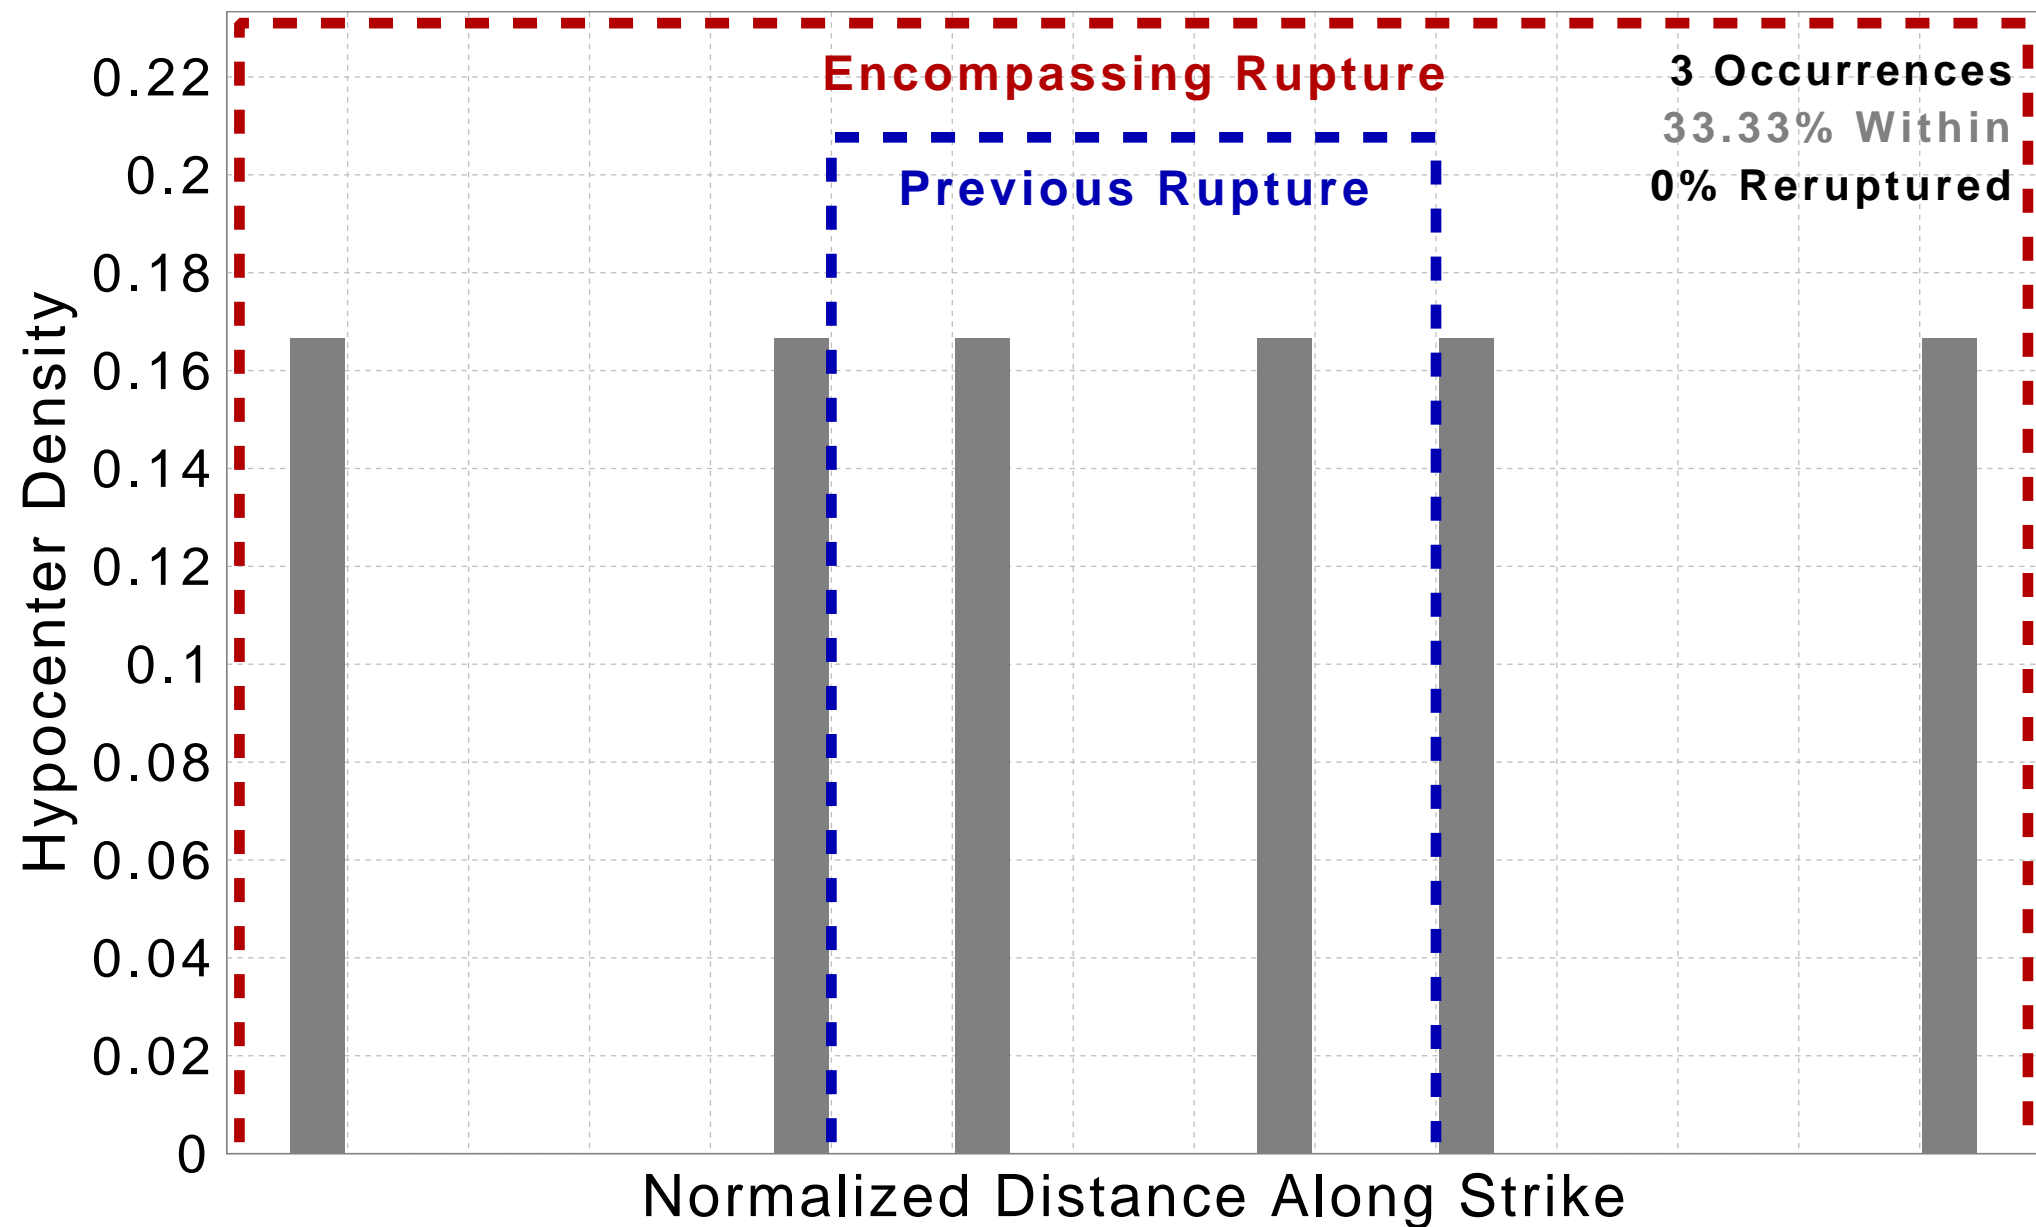 Encompassing Rupture
Previous Rupture
3 Occurrences
33.33% Within
0% Reruptured
Hypocenter Density
0.22
0.2
0.18
0.16
0.14
0.12
0.1
0.08
0.06
0.04
0.02
0
Normalized Distance Along Strike